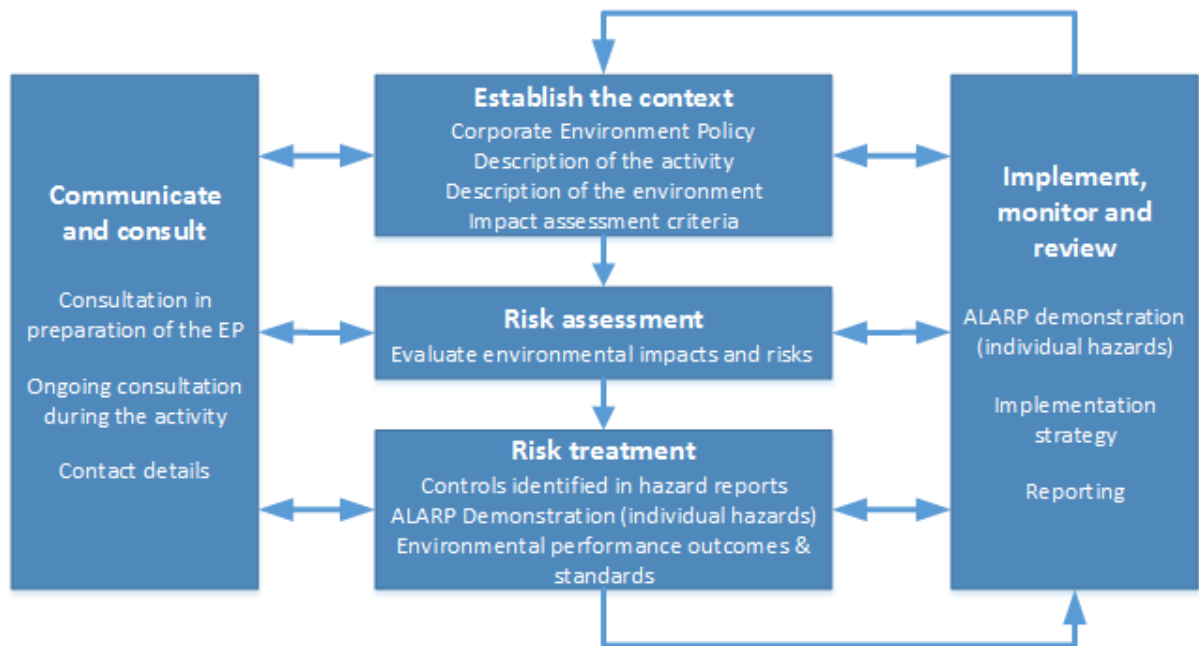 Communicate
and consult
Consultation in
preparation of the EP
Ongoing consultation
during the activity
Contact details
Establish the context
Corporate Environment Policy
Description of the activity
Description of the environment
Impact assessment criteria
Risk assessment
Evaluate environmental impacts and risks
Risk treatment
Controls identified in hazard reports
ALARP Demonstration (individual hazards)
Environmental performance outcomes &
standards
Implement,
monitor and
review
ALARP demonstration
(individual hazards)
Implementation
strategy
Reporting